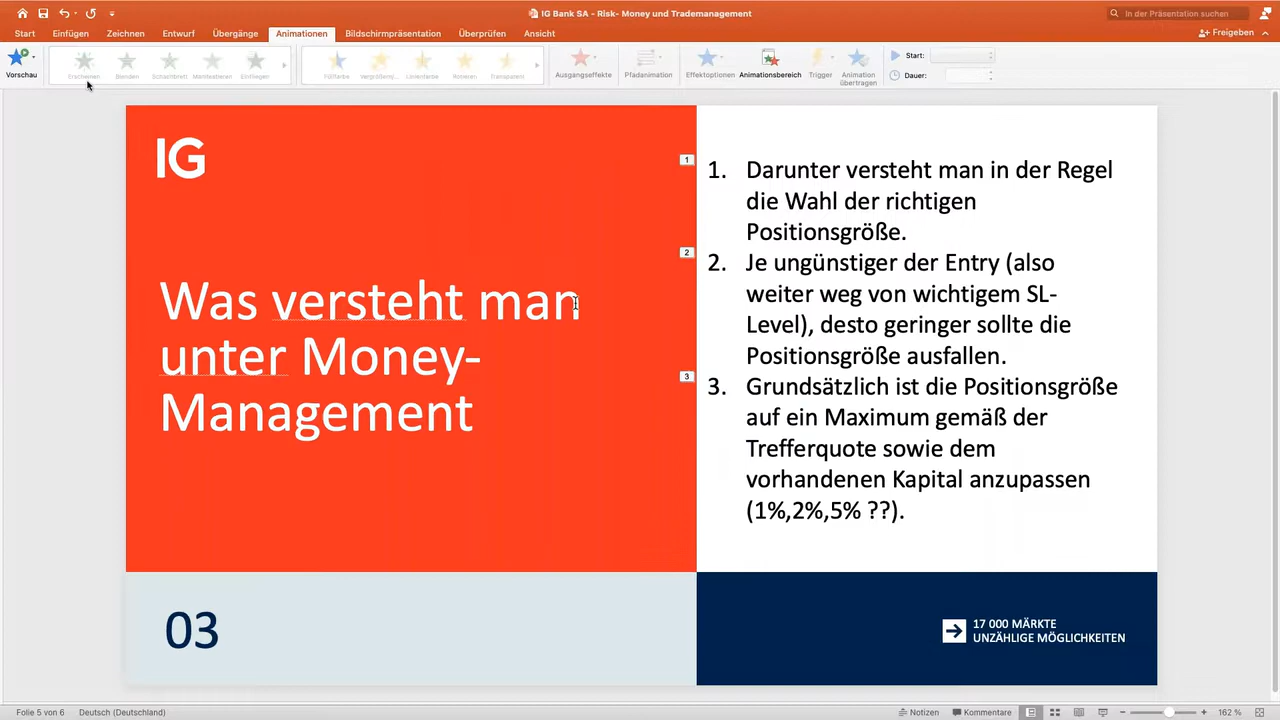 IG Bank SA - Risk- Money und Trademanagement
In der Präsentation suchen
Start Einfügen Zeichnen Entwurf Übergänge Animationen Bildschirmpräsentation Überprüfen Ansicht
Freigeben
Vorschau
Erscheinen Blenden Schachbrett Manifestieren Einfliegen
Füllfarbe Vergrößern/... Linienfarbe Rotieren Transparent
Ausgangseffekte
Pfadanimation
Effektoptionen
Animationsbereich
Trigger
Animation
übertragen
Start:
Dauer:
IG
Was versteht man
unter Money-
Management
1
1. Darunter versteht man in der Regel
die Wahl der richtigen
Positionsgröße.
2
2. Je ungünstiger der Entry (also
weiter weg von wichtigem SL-
Level), desto geringer sollte die
Positionsgröße ausfallen.
3
3. Grundsätzlich ist die Positionsgröße
auf ein Maximum gemäß der
Trefferquote sowie dem
vorhandenen Kapital anzupassen
(1%,2%,5% ??).
03
17 000 MÄRKTE
UNZÄHLIGE MÖGLICHKEITEN
Folie 5 von 6 Deutsch (Deutschland)
Notizen Kommentare 162 %